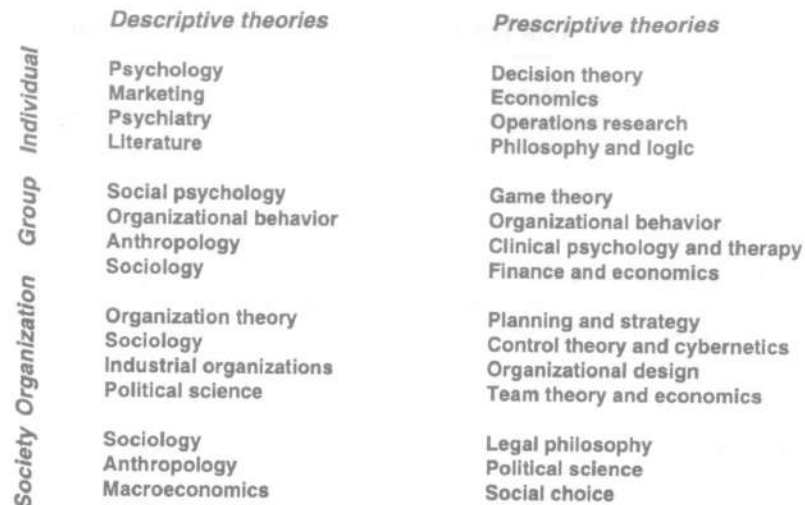 Descriptive theories
Prescriptive theories
Individual
Psychology
Marketing
Psychiatry
Literature
Decision theory
Economics
Operations research
Philosophy and logic
Group
Social psychology
Organizational behavior
Anthropology
Sociology
Game theory
Organizational behavior
Clinical psychology and therapy
Finance and economics
Organization
Organization theory
Sociology
Industrial organizations
Political science
Planning and strategy
Control theory and cybernetics
Organizational design
Team theory and economics
Society
Sociology
Anthropology
Macroeconomics
Legal philosophy
Political science
Social choice